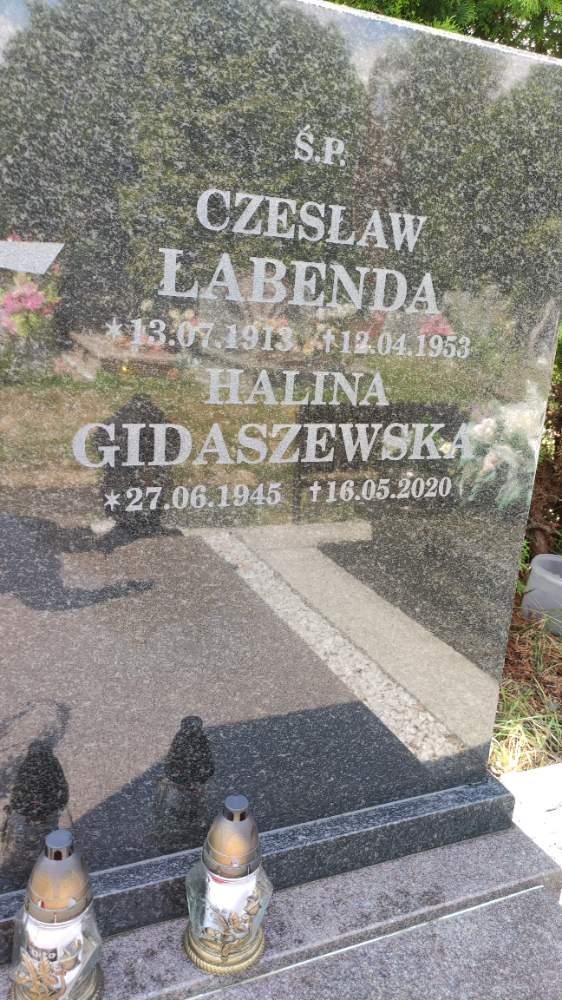 Ś.P.
CZESŁAW
ŁABENDA
*13.07.1913 †12.04.1953
HALINA
GIDASZEWSKA
*27.06.1945 †16.05.2020